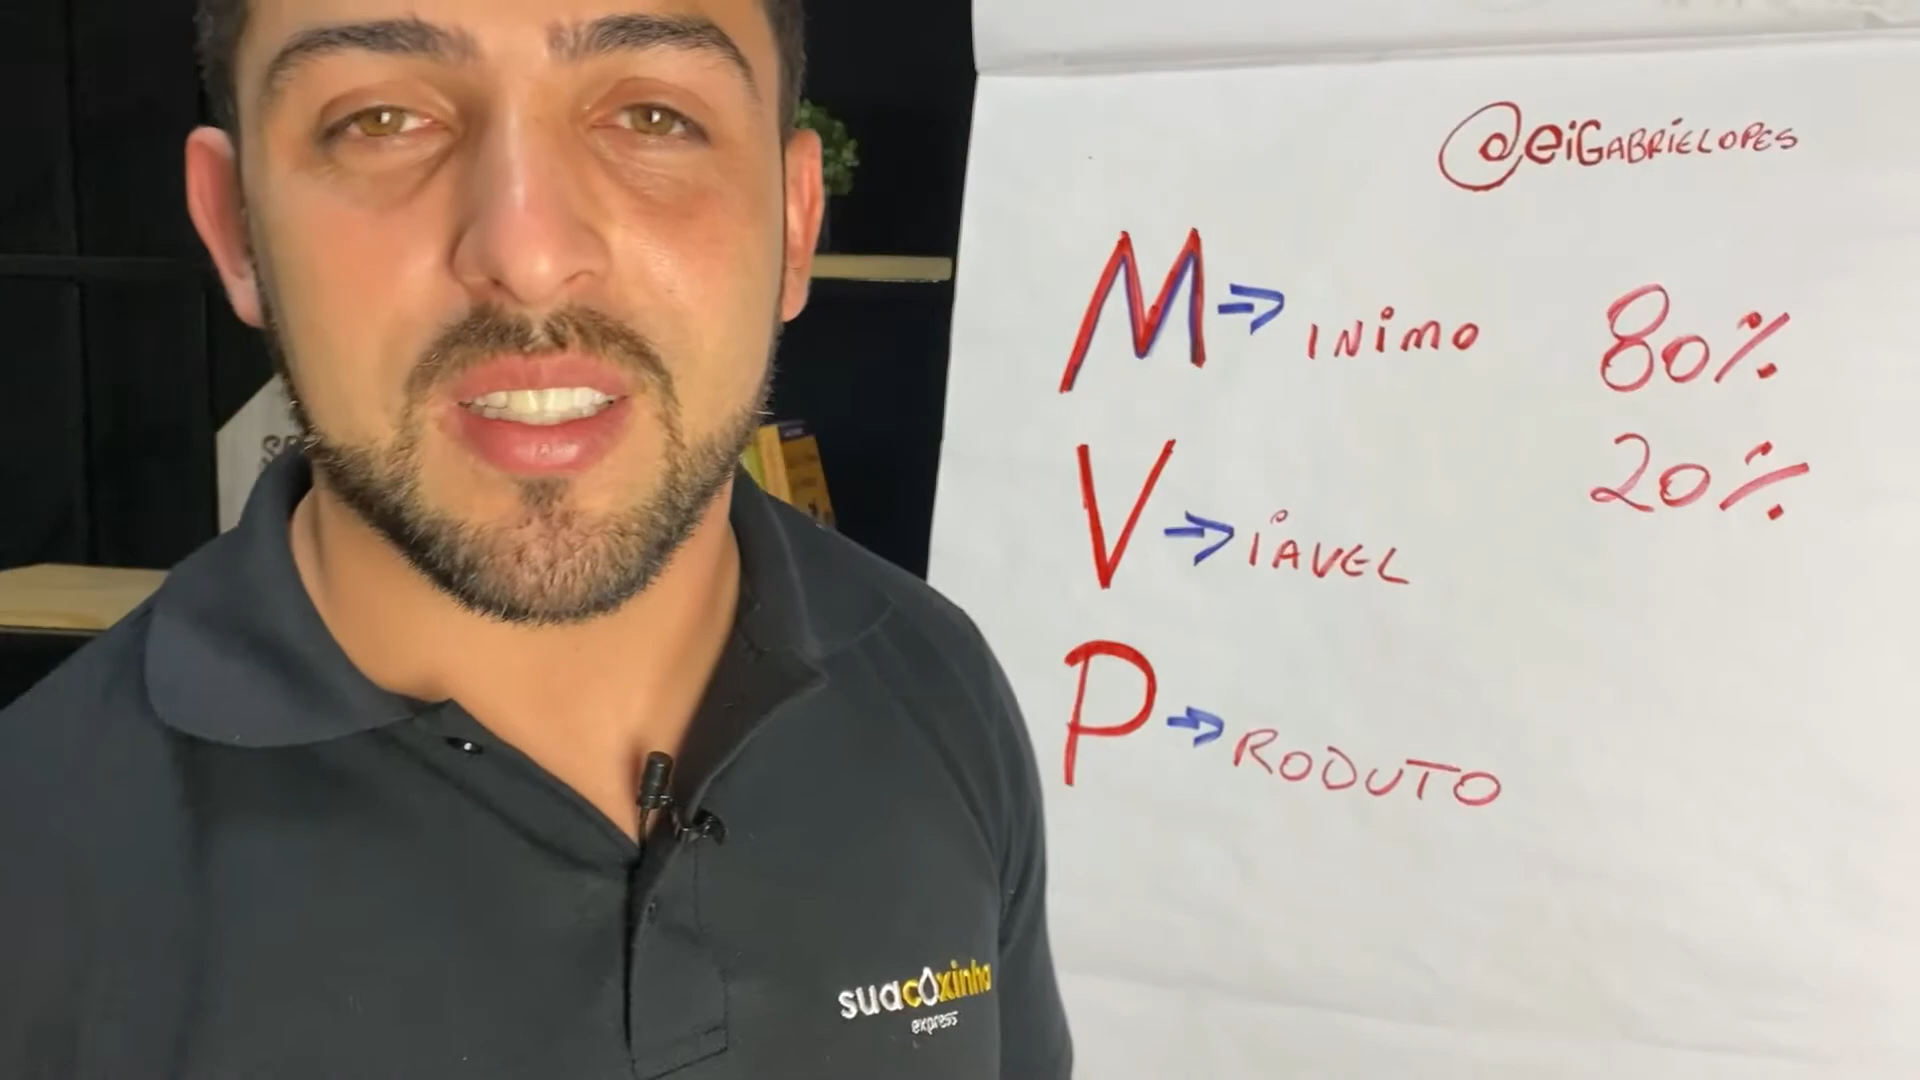 @eiGABRIELOPES
M⇒INIMO 80%
V⇒IAVEL 20%
P⇒RODUTO
suacoxinha
express